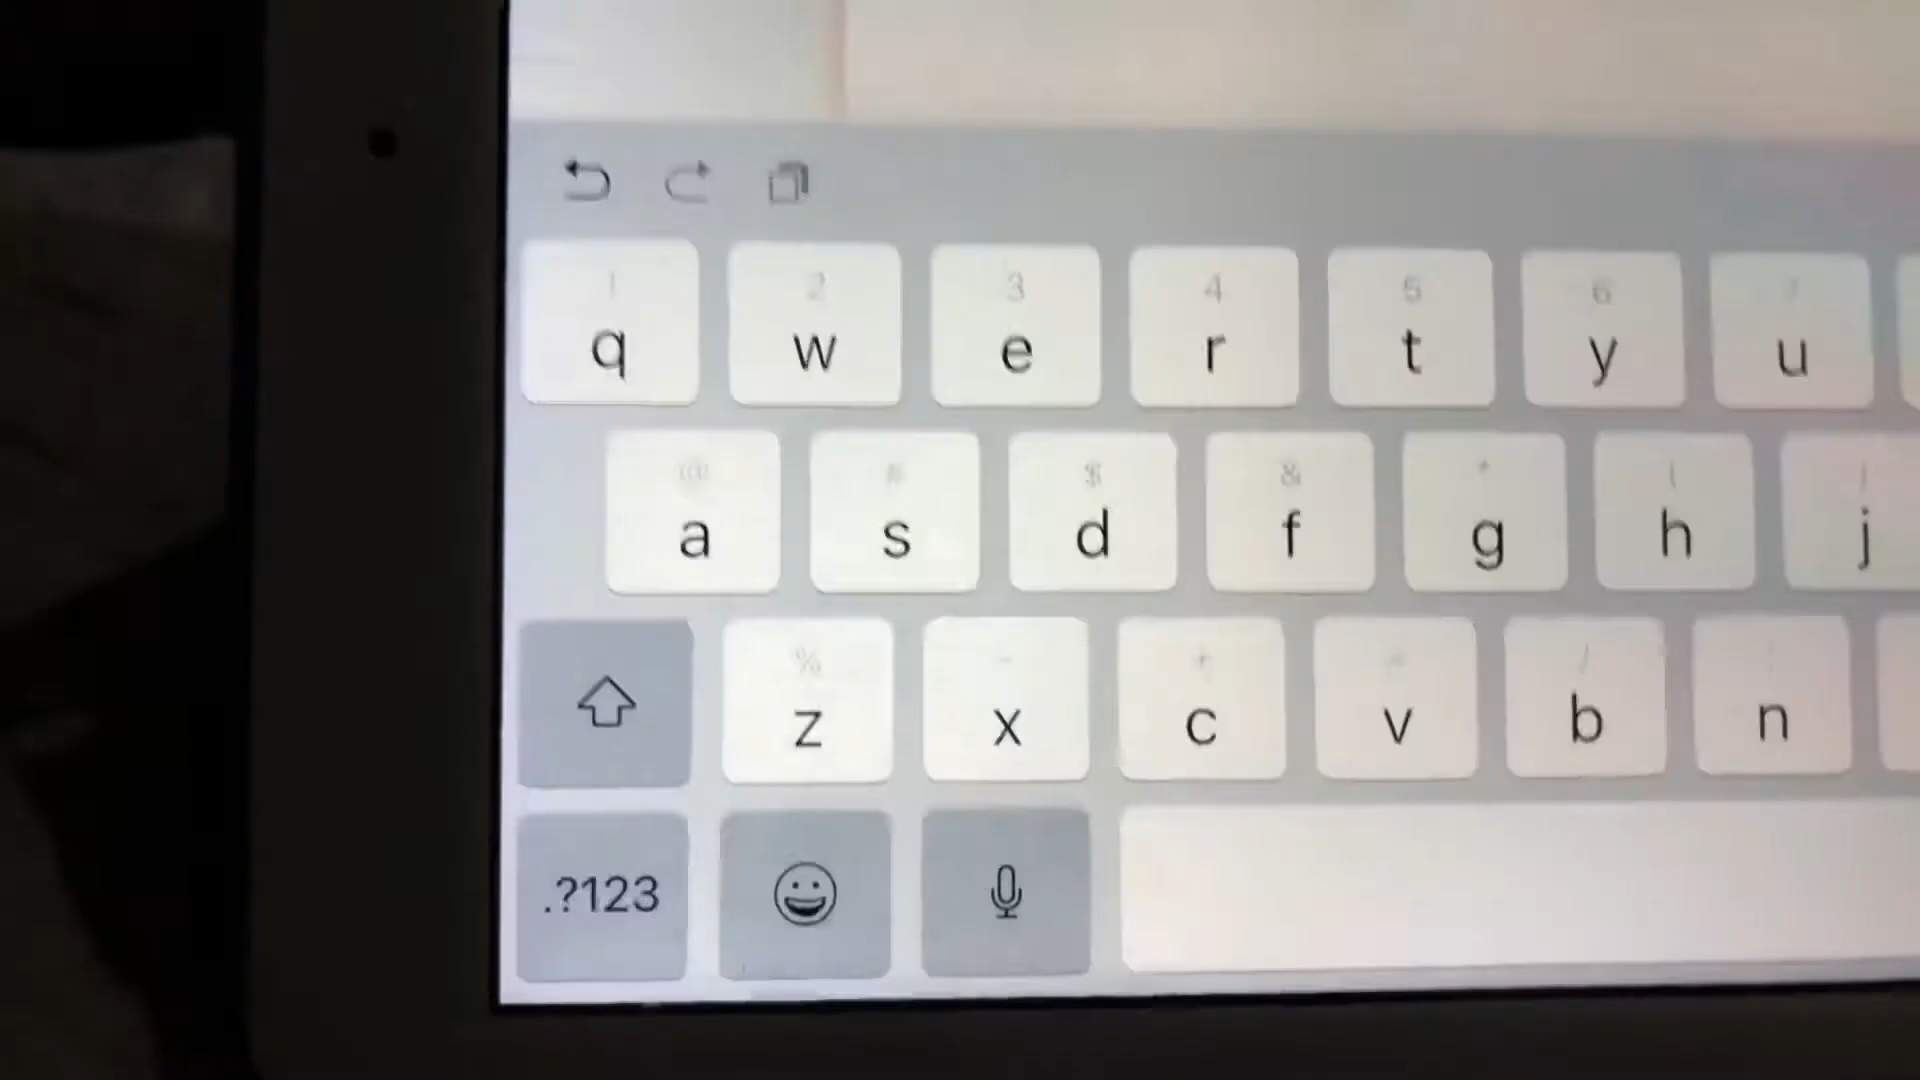 1 2 3 4 5 6 7
q w e r t y u
@ # $ & * ( )
a s d f g h j
% - + = /
z x c v b n
.?123